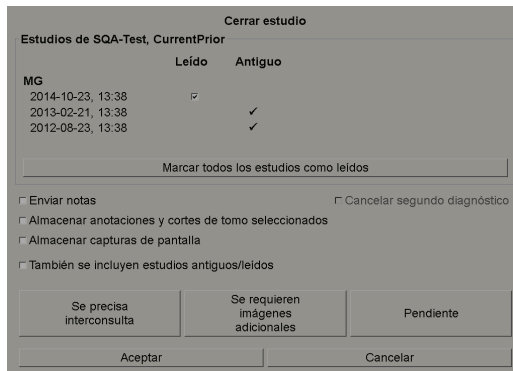 Cerrar estudio
Estudios de SQA-Test, CurrentPrior
Leído Antiguo
MG
2014-10-23, 13:38
2013-02-21, 13:38
2012-08-23, 13:38
Marcar todos los estudios como leídos
Enviar notas Cancelar segundo diagnóstico
Almacenar anotaciones y cortes de tomo seleccionados
Almacenar capturas de pantalla
También se incluyen estudios antiguos/leídos
Se precisa
interconsulta
Se requieren
imágenes
adicionales
Pendiente
Aceptar Cancelar